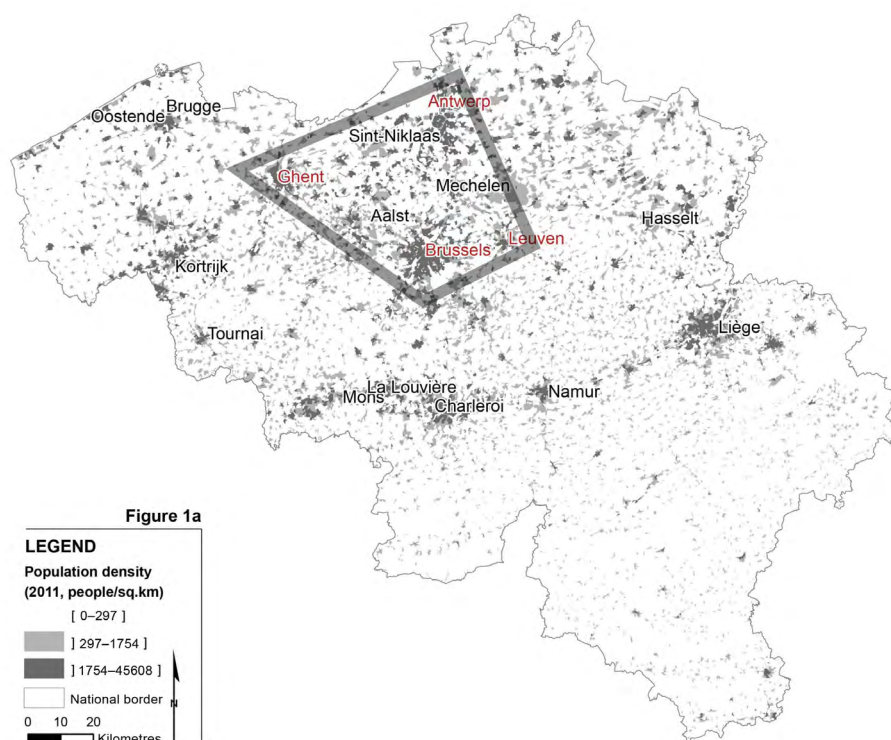 Antwerp
Brugge
Oostende
Sint-Niklaas
Ghent
Mechelen
Aalst
Hasselt
Leuven
Brussels
Kortrijk
Liège
Tournai
La Louvière
Mons
Namur
Charleroi
Figure 1a
LEGEND
Population density
(2011, people/sq.km)
[ 0–297 ]
] 297–1754 ]
] 1754–45608 ]
National border
N
0 10 20
Kilometres